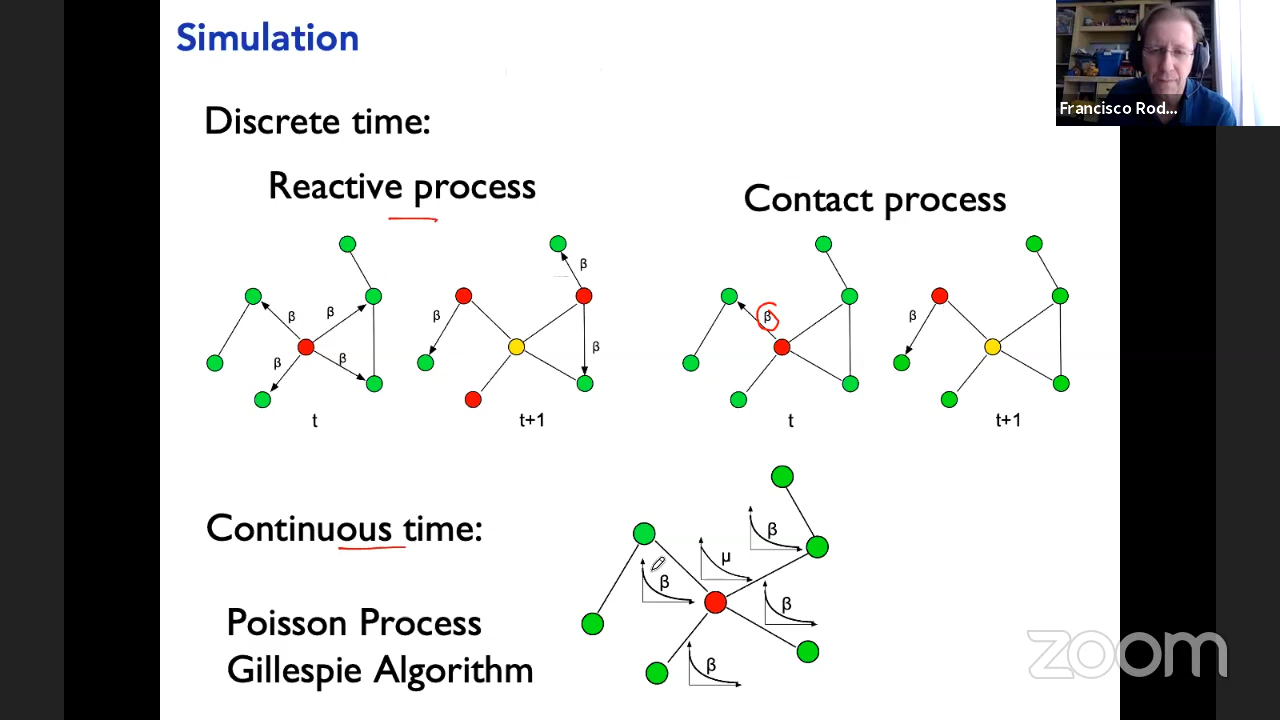 Simulation
Francisco Rod...
Discrete time:
Reactive process
Contact process
β β β β
t
β β β
t+1
β
t
β
t+1
Continuous time:
β μ β β β
Poisson Process
Gillespie Algorithm
zoom